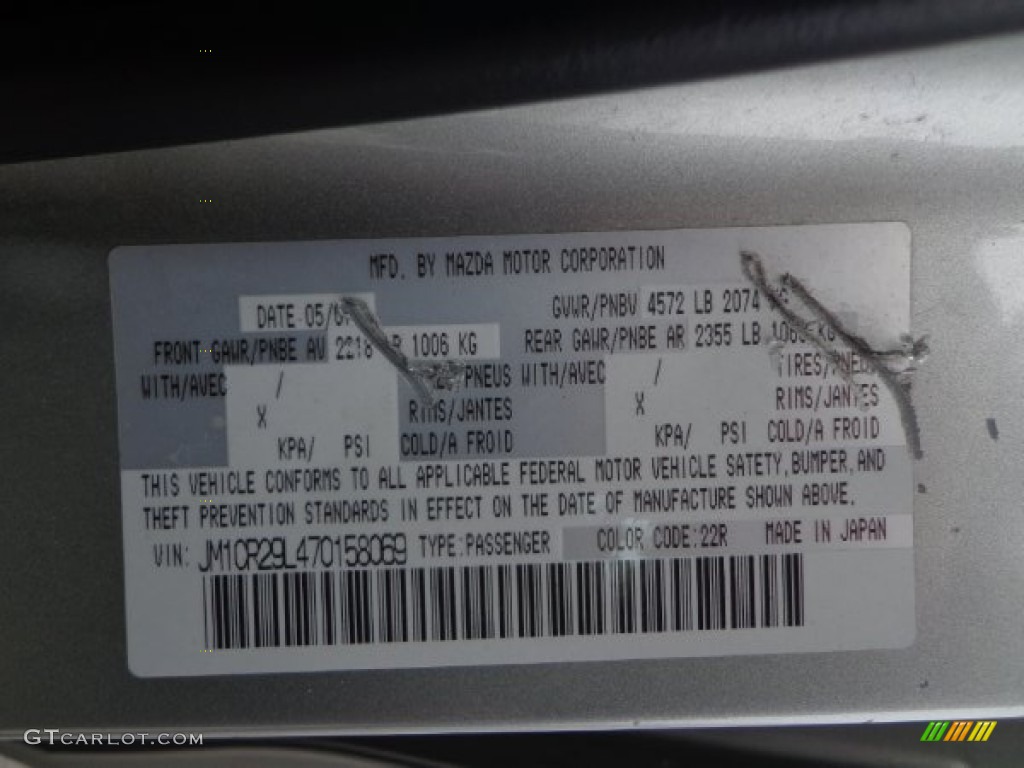 MFD. BY MAZDA MOTOR CORPORATION
DATE 05/0 GVWR/PNBV 4572 LB 2074
FRONT GAWR/PNBE AV 2218 1006 KG REAR GAWR/PNBE AR 2355 LB KG
WITH/AVEC / PNEUS WITH/AVEC / TIRES/PNEUS
X RIMS/JANTES X RIMS/JANTES
KPA/ PSI COLD/A FROID KPA/ PSI COLD/A FROID
THIS VEHICLE CONFORMS TO ALL APPLICABLE FEDERAL MOTOR VEHICLE SATETY, BUMPER, AND
THEFT PREVENTION STANDARDS IN EFFECT ON THE DATE OF MANUFACTURE SHOWN ABOVE.
VIN: JM1CR29L470158069 TYPE:PASSENGER COLOR CODE:22R MADE IN JAPAN
GTCARLOT.COM